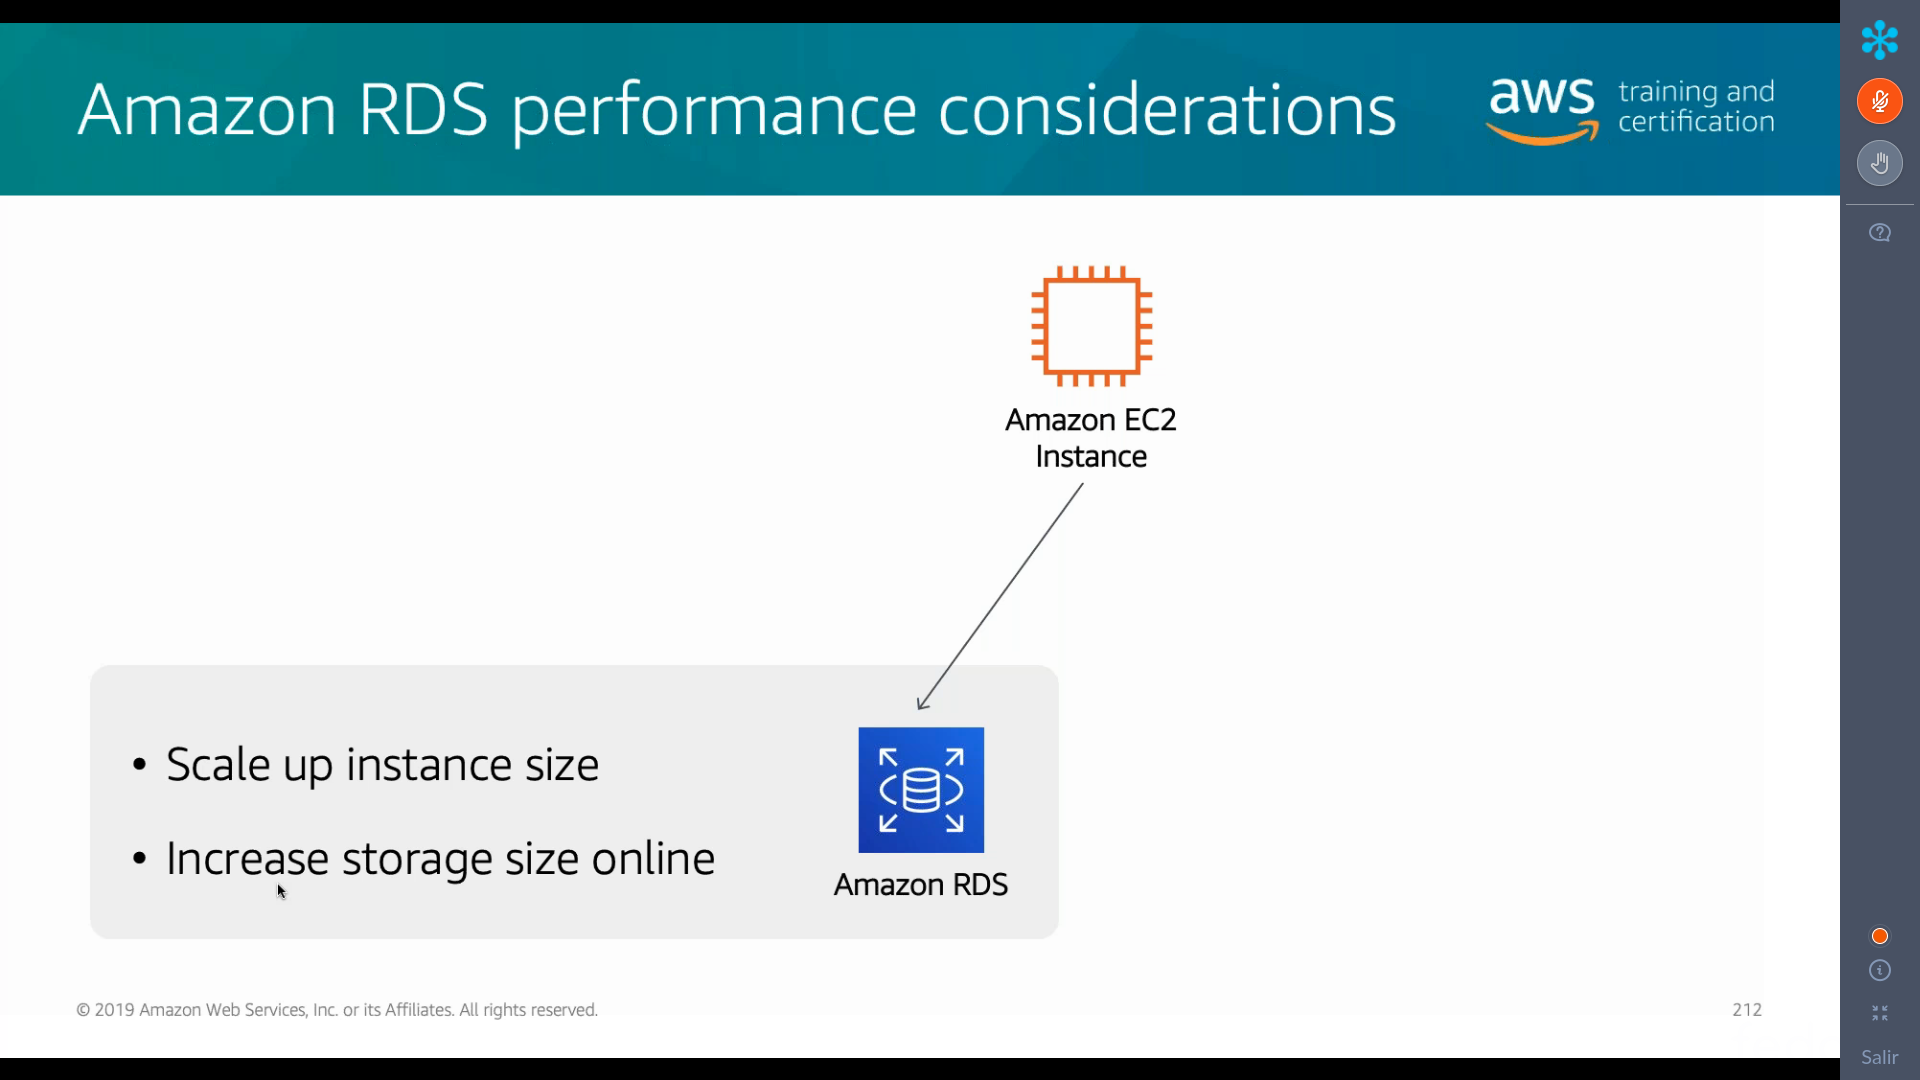 Amazon RDS performance considerations
aws
training and
certification
Amazon EC2
Instance
• Scale up instance size
• Increase storage size online
Amazon RDS
© 2019 Amazon Web Services, Inc. or its Affiliates. All rights reserved.
212
Salir